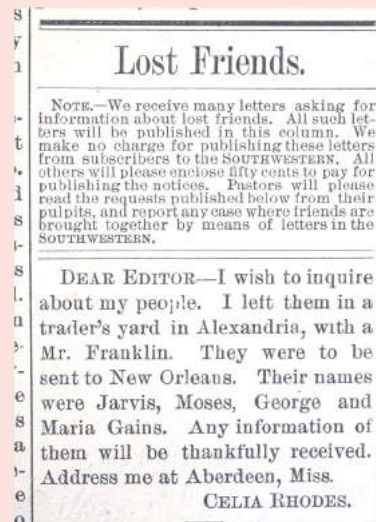 Lost Friends.
NOTE.—We receive many letters asking for
information about lost friends. All such let-
ters will be published in this column. We
make no charge for publishing these letters
from subscribers to the SOUTHWESTERN. All
others will please enclose fifty cents to pay for
publishing the notices. Pastors will please
read the requests published below from their
pulpits, and report any case where friends are
brought together by means of letters in the
SOUTHWESTERN.
DEAR EDITOR—I wish to inquire
about my people. I left them in a
trader's yard in Alexandria, with a
Mr. Franklin. They were to be
sent to New Orleans. Their names
were Jarvis, Moses, George and
Maria Gains. Any information of
them will be thankfully received.
Address me at Aberdeen, Miss.
CELIA RHODES.